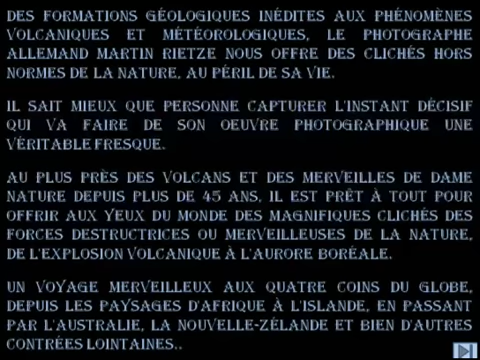 DES FORMATIONS GÉOLOGIQUES INÉDITES AUX PHÉNOMÈNES
VOLCANIQUES ET MÉTÉOROLOGIQUES, LE PHOTOGRAPHE
ALLEMAND MARTIN RIETZE NOUS OFFRE DES CLICHÉS HORS
NORMES DE LA NATURE, AU PÉRIL DE SA VIE.
IL SAIT MIEUX QUE PERSONNE CAPTURER L'INSTANT DÉCISIF
QUI VA FAIRE DE SON OEUVRE PHOTOGRAPHIQUE UNE
VÉRITABLE FRESQUE.
AU PLUS PRÈS DES VOLCANS ET DES MERVEILLES DE DAME
NATURE DEPUIS PLUS DE 45 ANS, IL EST PRÊT À TOUT POUR
OFFRIR AUX YEUX DU MONDE DES MAGNIFIQUES CLICHÉS DES
FORCES DESTRUCTRICES OU MERVEILLEUSES DE LA NATURE,
DE L'EXPLOSION VOLCANIQUE À L'AURORE BORÉALE.
UN VOYAGE MERVEILLEUX AUX QUATRE COINS DU GLOBE,
DEPUIS LES PAYSAGES D'AFRIQUE À L'ISLANDE, EN PASSANT
PAR L'AUSTRALIE, LA NOUVELLE-ZÉLANDE ET BIEN D'AUTRES
CONTRÉES LOINTAINES..